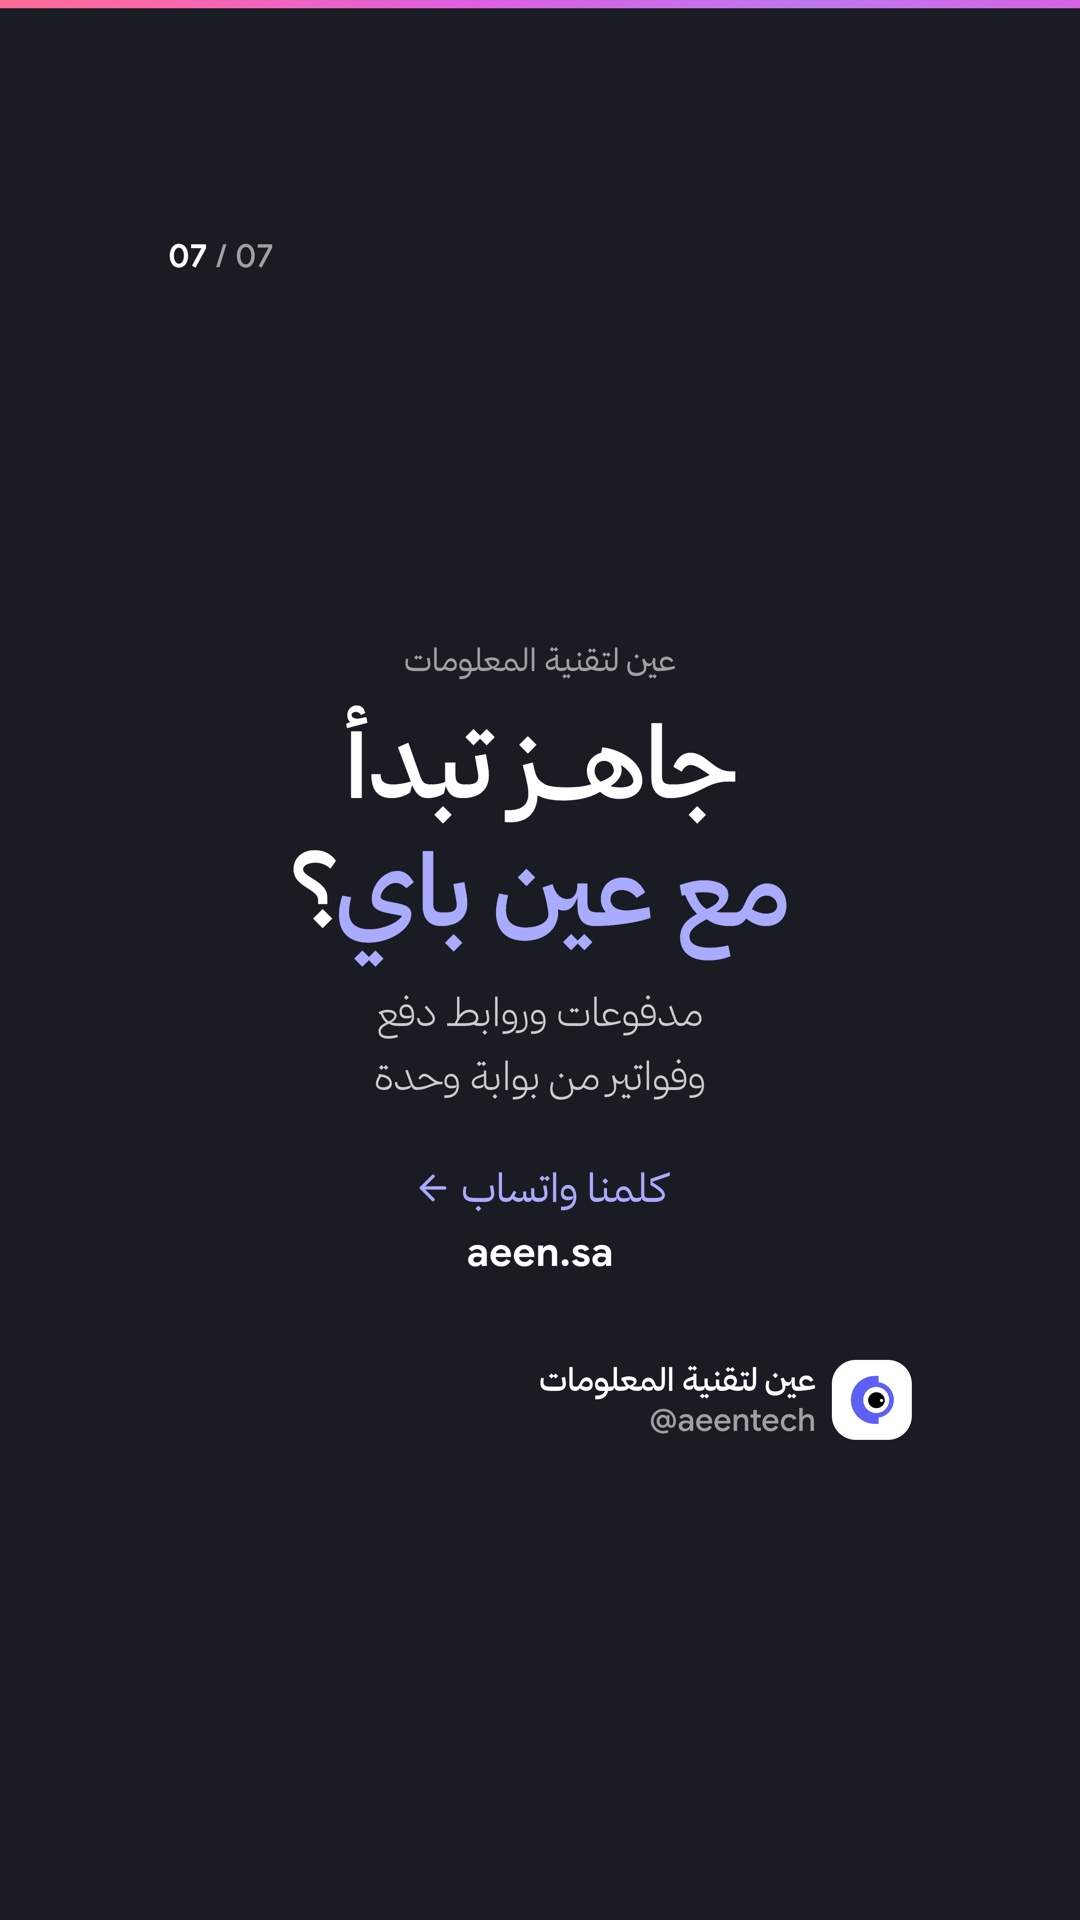 07 / 07
عين لتقنية المعلومات
جاهـز تبدأ
مع عين باي؟
مدفوعات وروابط دفع
وفواتير من بوابة وحدة
كلمنا واتساب ←
aeen.sa
عين لتقنية المعلومات
@aeentech